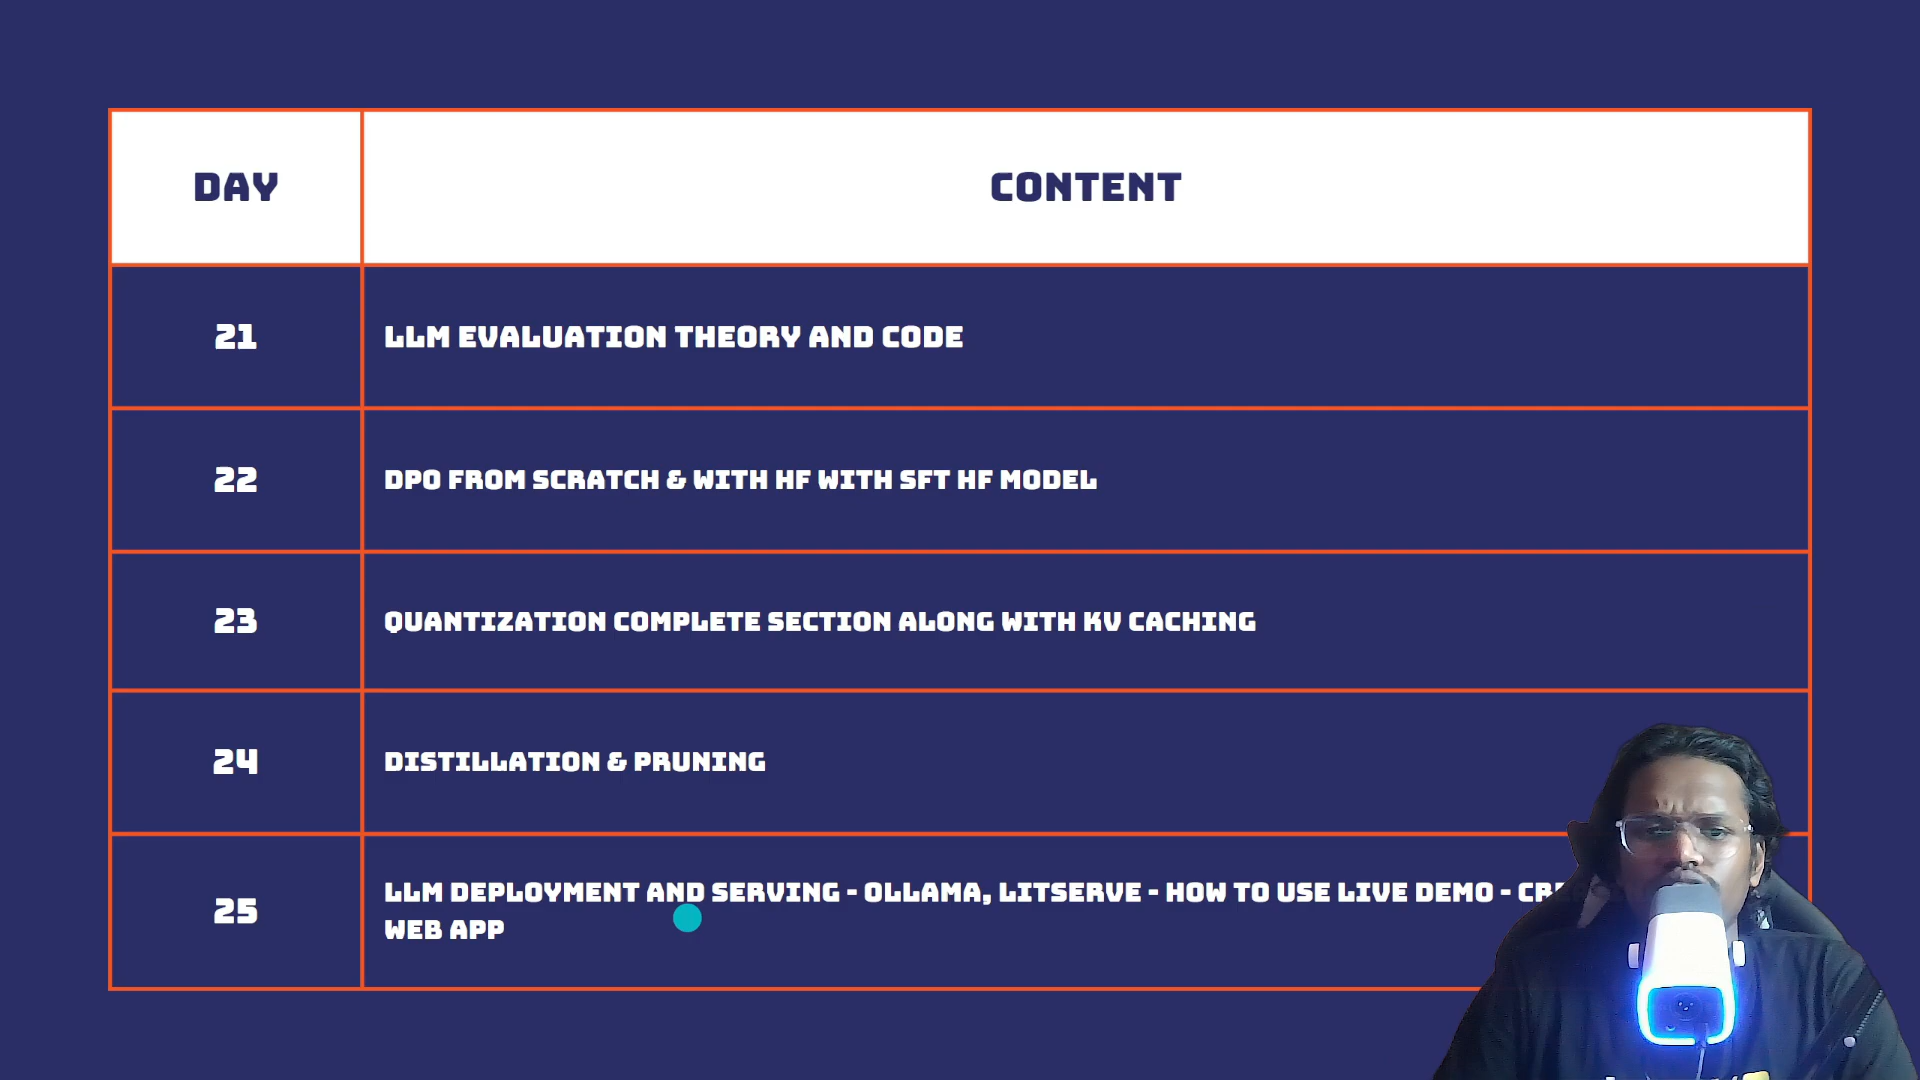 DAY
CONTENT
21
LLM EVALUATION THEORY AND CODE
22
DPO FROM SCRATCH & WITH HF WITH SFT HF MODEL
23
QUANTIZATION COMPLETE SECTION ALONG WITH KV CACHING
24
DISTILLATION & PRUNING
25
LLM DEPLOYMENT AND SERVING - OLLAMA, LITSERVE - HOW TO USE LIVE DEMO -
WEB APP